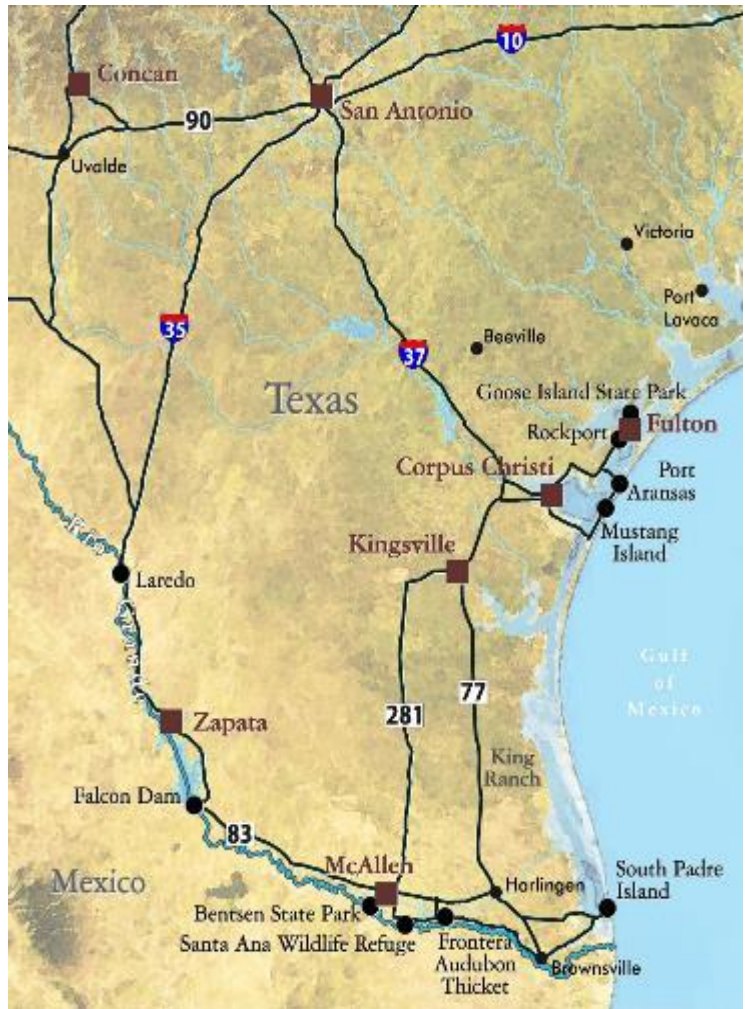 10
Concan
San Antonio
90
Uvalde
Victoria
Port
Lavaca
35
37
Beeville
Texas
Goose Island State Park
Fulton
Rockport
Corpus Christi
Port
Aransas
Mustang
Island
Kingsville
Laredo
Gulf
of
Mexico
77
281
Zapata
King
Ranch
Falcon Dam
83
McAllen
Mexico
South Padre
Island
Harlingen
Bentsen State Park
Santa Ana Wildlife Refuge
Frontera
Audubon
Thicket
Brownsville